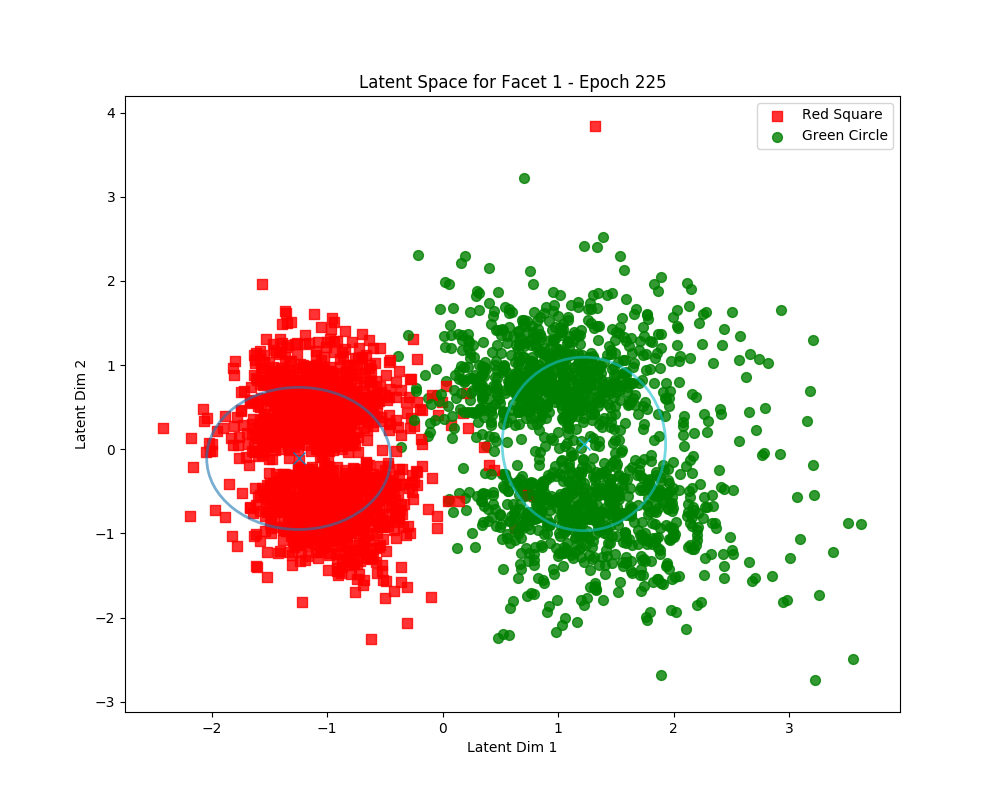 Latent Space for Facet 1 - Epoch 225
Red Square
Green Circle
4
3
2
1
0
−1
−2
−3
Latent Dim 2
−2
−1
0
1
2
3
Latent Dim 1